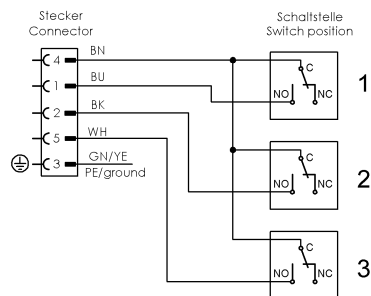 Stecker
Connector
Schaltstelle
Switch position
4 BN
1 BU
2 BK
5 WH
3 GN/YE
PE/ground
C
NO NC
1
C
NO NC
2
C
NO NC
3